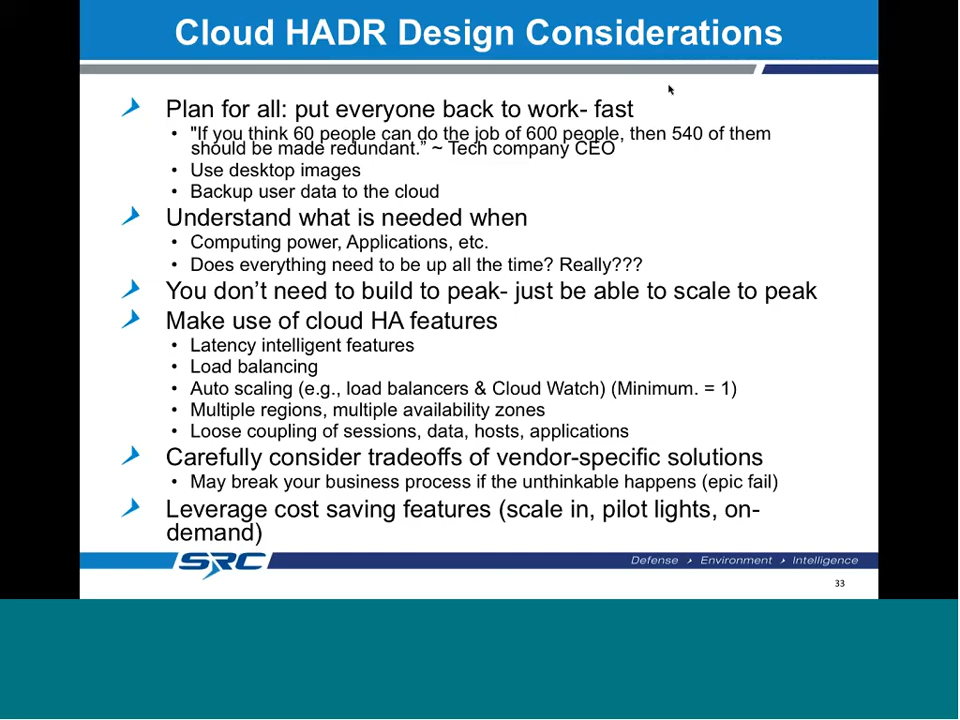 Cloud HADR Design Considerations
Plan for all: put everyone back to work- fast
• "If you think 60 people can do the job of 600 people, then 540 of them
should be made redundant.” ~ Tech company CEO
• Use desktop images
• Backup user data to the cloud
Understand what is needed when
• Computing power, Applications, etc.
• Does everything need to be up all the time? Really???
You don’t need to build to peak- just be able to scale to peak
Make use of cloud HA features
• Latency intelligent features
• Load balancing
• Auto scaling (e.g., load balancers & Cloud Watch) (Minimum. = 1)
• Multiple regions, multiple availability zones
• Loose coupling of sessions, data, hosts, applications
Carefully consider tradeoffs of vendor-specific solutions
• May break your business process if the unthinkable happens (epic fail)
Leverage cost saving features (scale in, pilot lights, on-
demand)
SRC
Defense Environment Intelligence
33